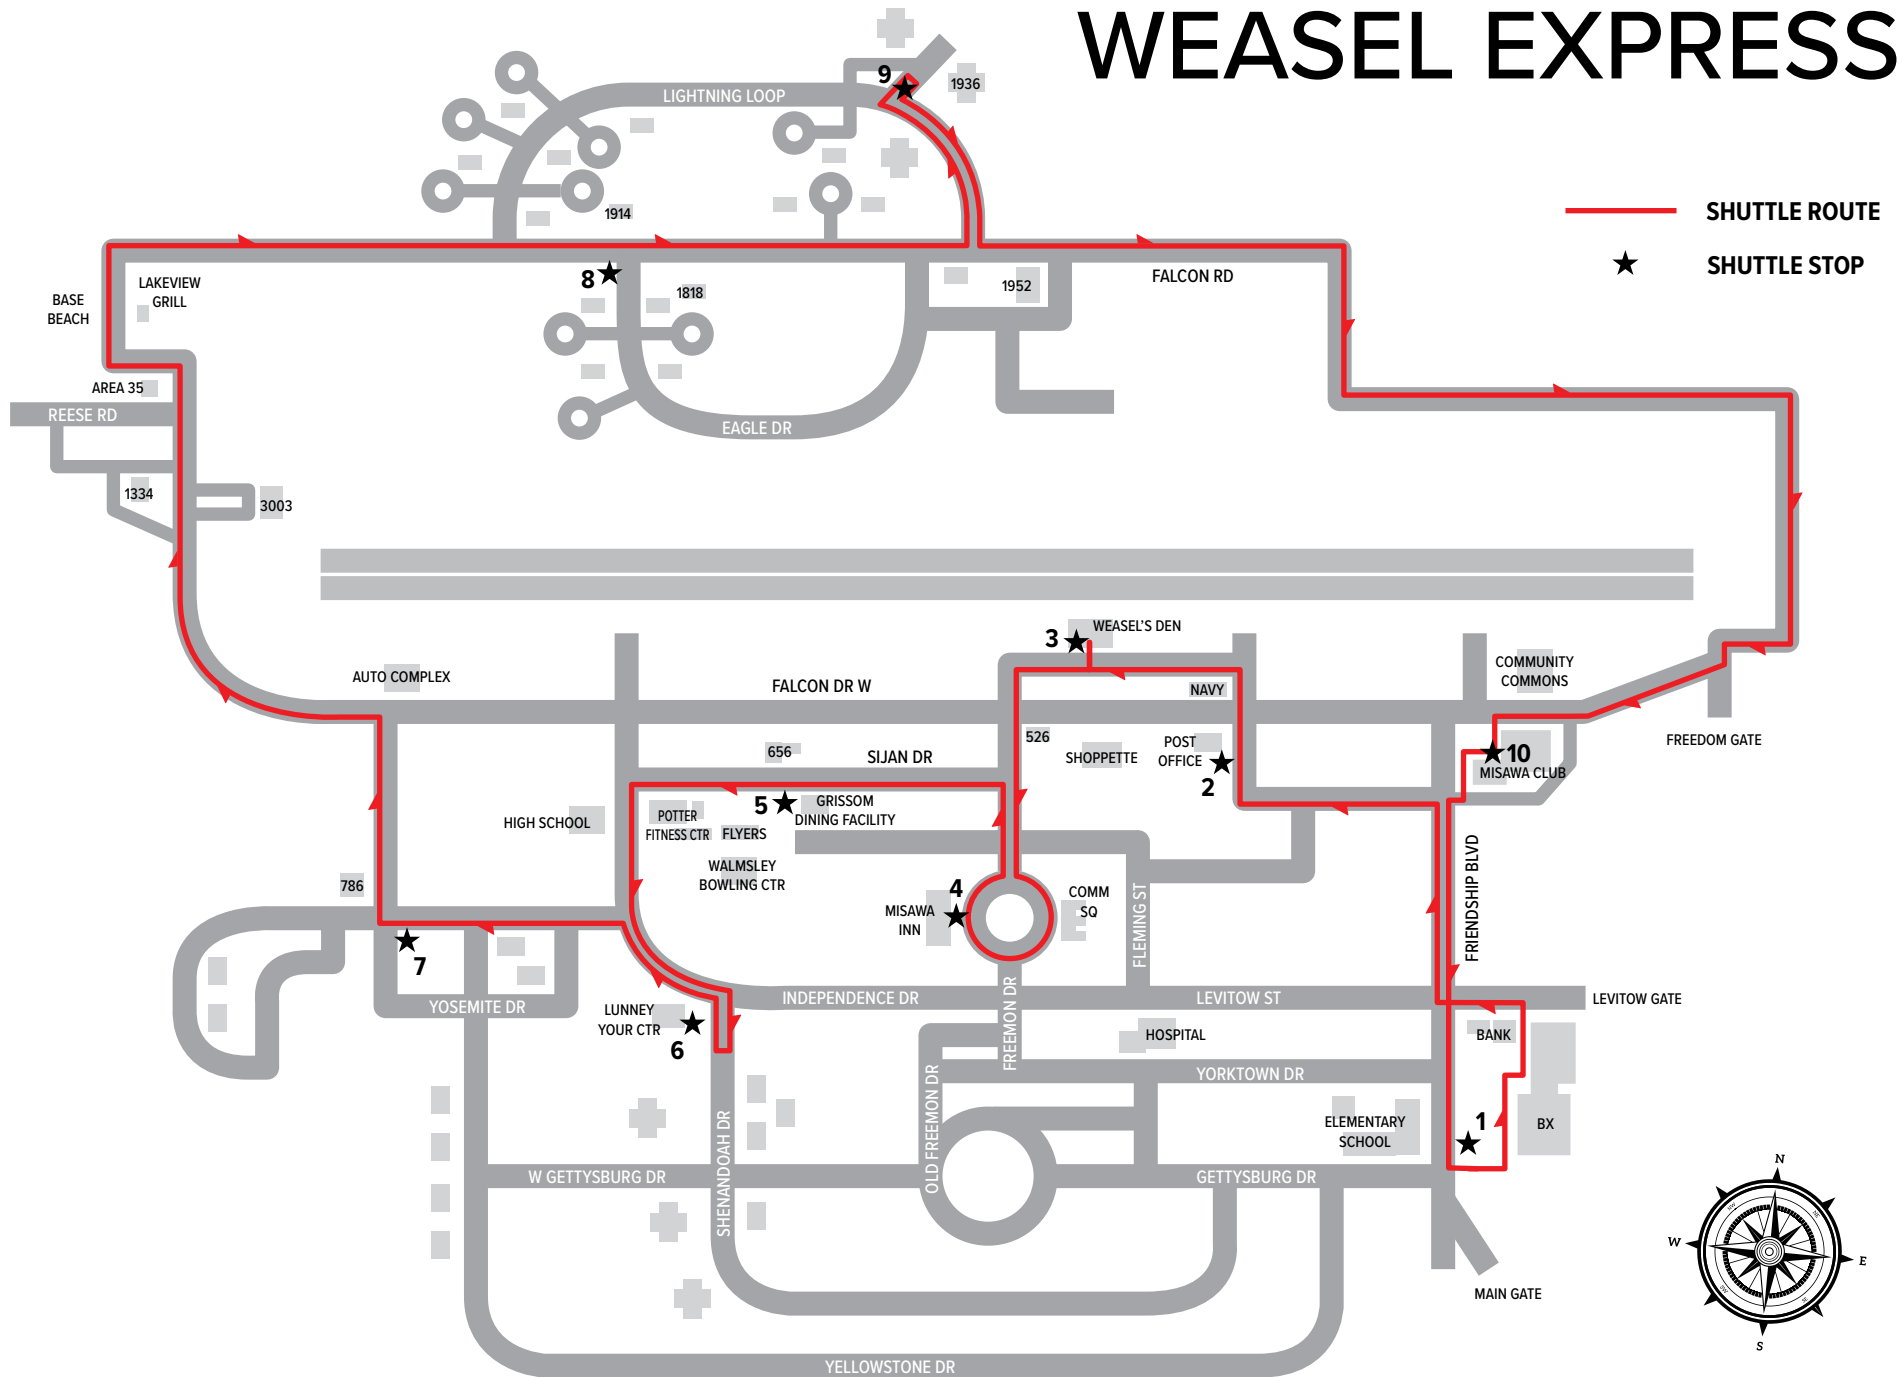 WEASEL EXPRESS
9
1936
LIGHTNING LOOP
SHUTTLE ROUTE
1914
SHUTTLE STOP
8
LAKEVIEW
GRILL
BASE
BEACH
1818
1952
FALCON RD
AREA 35
REESE RD
EAGLE DR
1334
3003
3
WEASEL'S DEN
AUTO COMPLEX
FALCON DR W
NAVY
COMMUNITY
COMMONS
526
656
SIJAN DR
SHOPPETTE
POST
OFFICE
2
10
MISAWA CLUB
FREEDOM GATE
5
GRISSOM
DINING FACILITY
HIGH SCHOOL
POTTER
FITNESS CTR
FLYERS
WALMSLEY
BOWLING CTR
786
4
MISAWA
INN
COMM
SQ
FLEMING ST
FRIENDSHIP BLVD
7
YOSEMITE DR
LUNNEY
YOUR CTR
6
INDEPENDENCE DR
FREEMON DR
LEVITOW ST
LEVITOW GATE
HOSPITAL
BANK
YORKTOWN DR
OLD FREEMON DR
ELEMENTARY
SCHOOL
1
BX
SHENANDOAH DR
W GETTYSBURG DR
GETTYSBURG DR
N
W
E
S
MAIN GATE
YELLOWSTONE DR